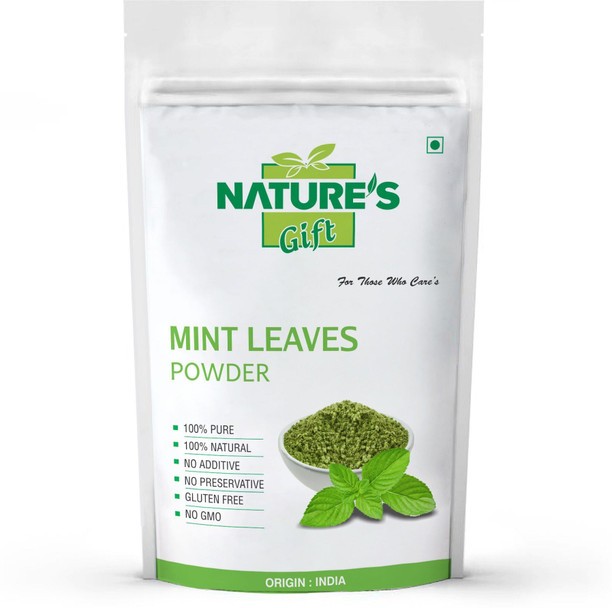 NATURE'S
Gift
For Those Who Care's
MINT LEAVES
POWDER
100% PURE
100% NATURAL
NO ADDITIVE
NO PRESERVATIVE
GLUTEN FREE
NO GMO
ORIGIN : INDIA